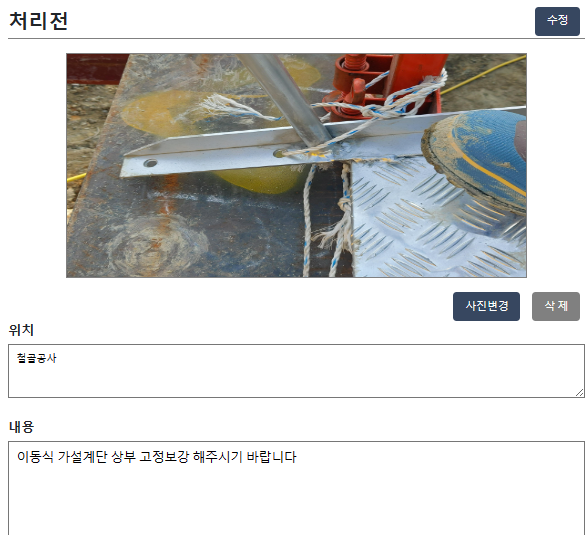 처리전
수정
사진변경
삭 제
위치
철골공사
내용
이동식 가설계단 상부 고정보강 해주시기 바랍니다